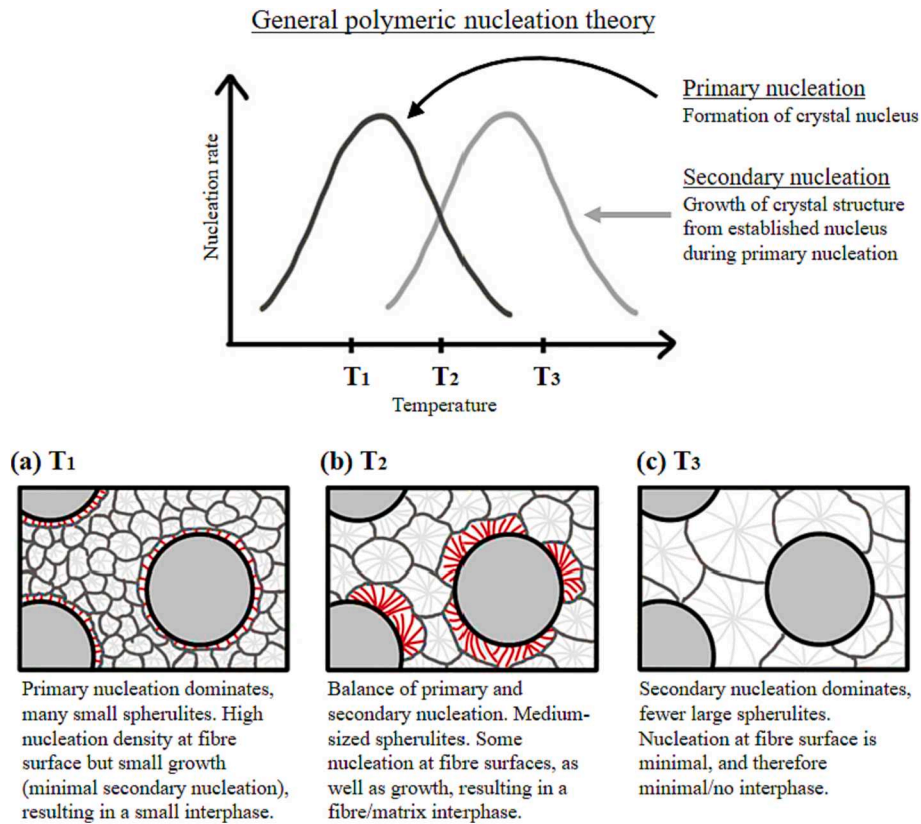 General polymeric nucleation theory
Primary nucleation
Formation of crystal nucleus
Secondary nucleation
Growth of crystal structure
from established nucleus
during primary nucleation
Nucleation rate
T1 T2 T3
Temperature
(a) T1
Primary nucleation dominates,
many small spherulites. High
nucleation density at fibre
surface but small growth
(minimal secondary nucleation),
resulting in a small interphase.
(b) T2
Balance of primary and
secondary nucleation. Medium-
sized spherulites. Some
nucleation at fibre surfaces, as
well as growth, resulting in a
fibre/matrix interphase.
(c) T3
Secondary nucleation dominates,
fewer large spherulites.
Nucleation at fibre surface is
minimal, and therefore
minimal/no interphase.